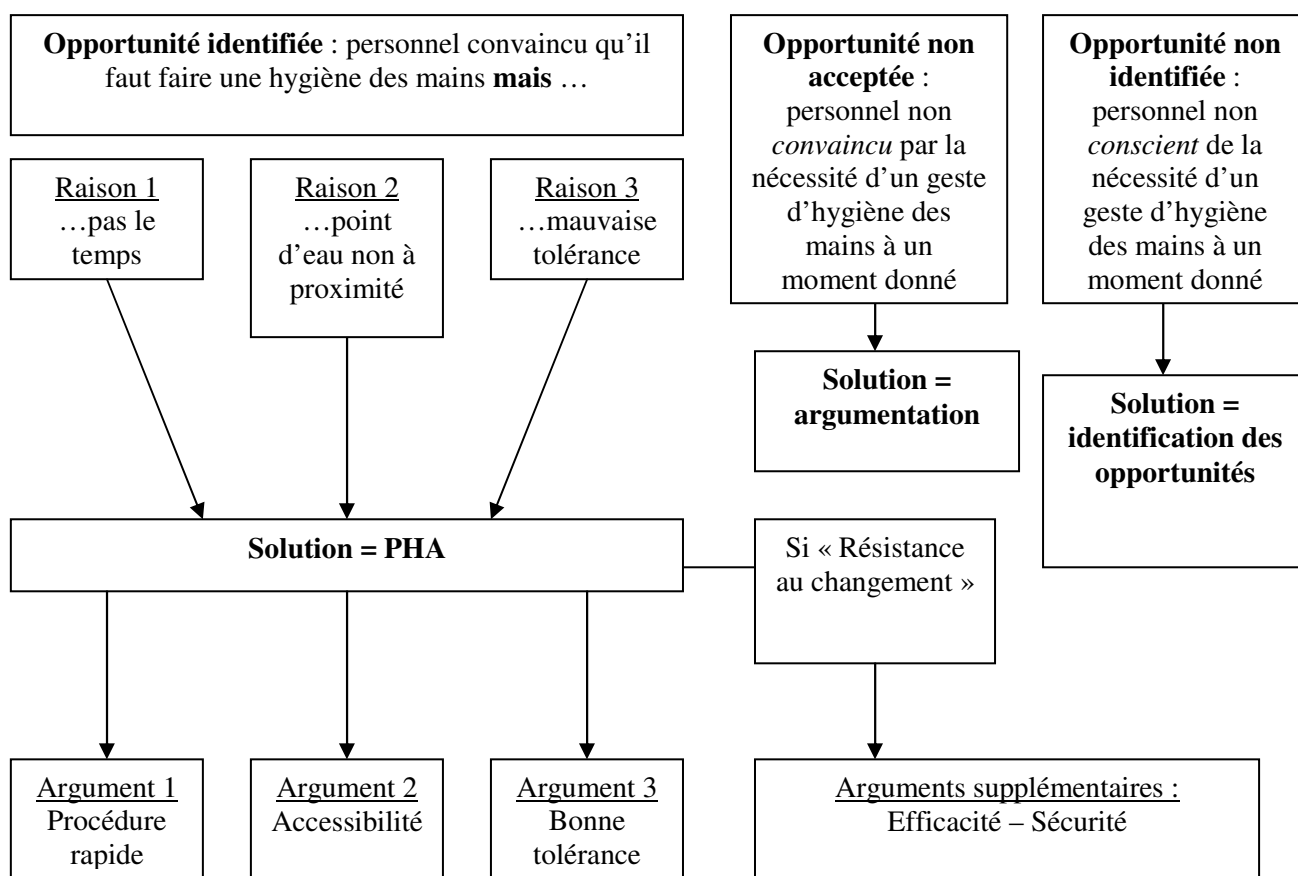 Opportunité identifiée : personnel convaincu qu'il
faut faire une hygiène des mains mais …
Opportunité non
acceptée :
personnel non
convaincu par la
nécessité d'un geste
d'hygiène des
mains à un
moment donné
Opportunité non
identifiée :
personnel non
conscient de la
nécessité d'un
geste d'hygiène
des mains à un
moment donné
Raison 1
…pas le
temps
Raison 2
…point
d'eau non à
proximité
Raison 3
…mauvaise
tolérance
Solution =
argumentation
Solution =
identification des
opportunités
Solution = PHA
Si « Résistance
au changement »
Argument 1
Procédure
rapide
Argument 2
Accessibilité
Argument 3
Bonne
tolérance
Arguments supplémentaires :
Efficacité – Sécurité